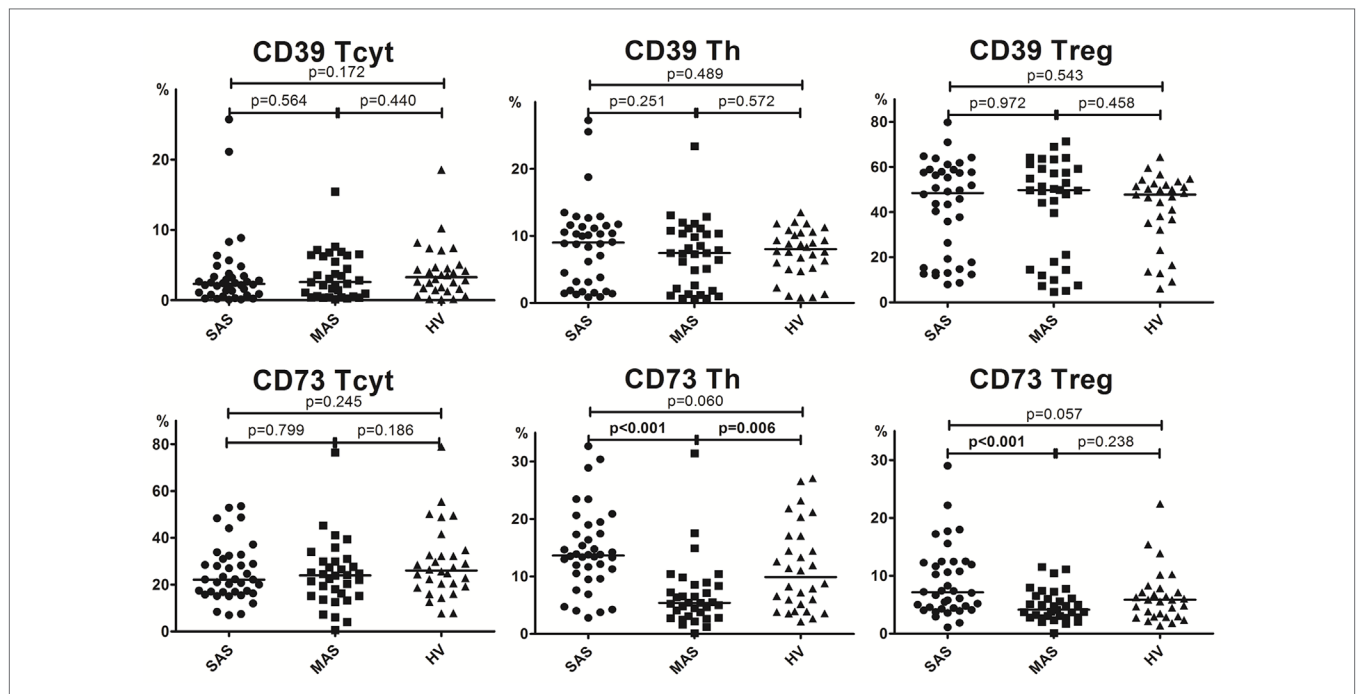 CD39 Tcyt
p=0.172
p=0.564 p=0.440
%
20
10
0
SAS MAS HV
CD39 Th
p=0.489
p=0.251 p=0.572
%
20
10
0
SAS MAS HV
CD39 Treg
p=0.543
p=0.972 p=0.458
%
80
60
40
20
0
SAS MAS HV
CD73 Tcyt
p=0.245
p=0.799 p=0.186
%
80
60
40
20
0
SAS MAS HV
CD73 Th
p=0.060
p<0.001 p=0.006
%
30
20
10
0
SAS MAS HV
CD73 Treg
p=0.057
p<0.001 p=0.238
%
30
20
10
0
SAS MAS HV